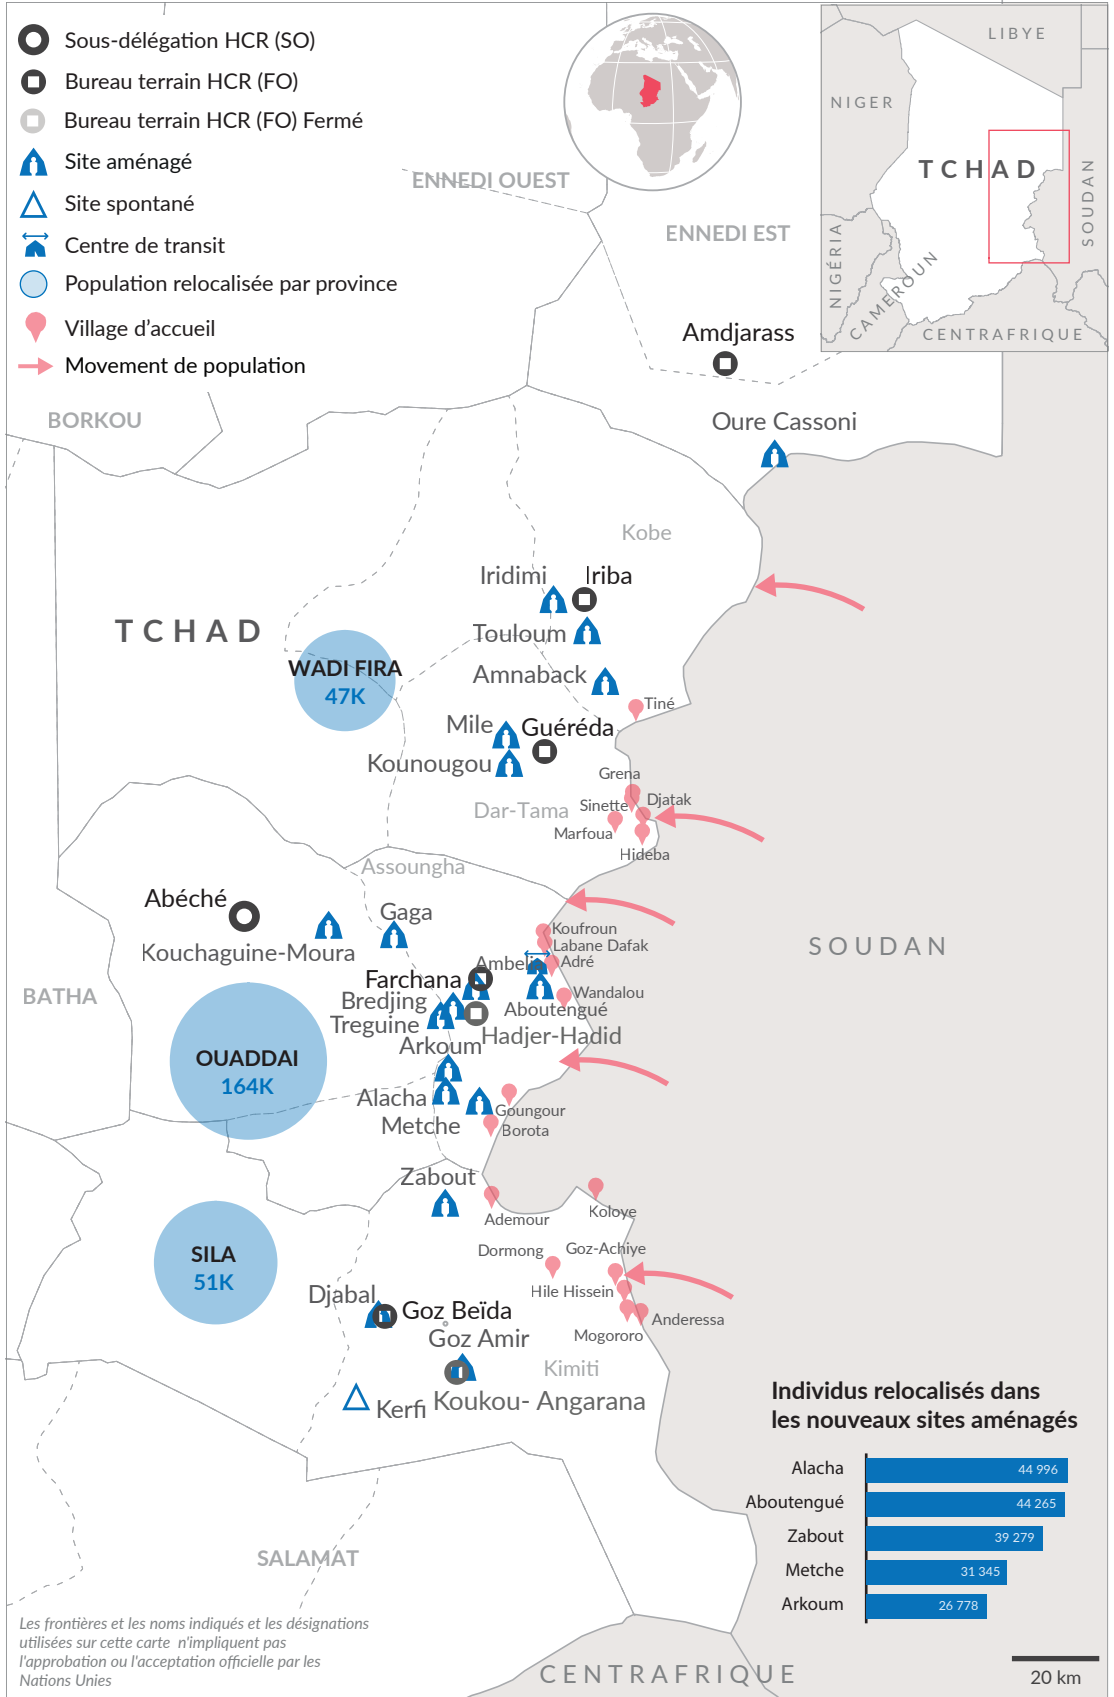 Sous-délégation HCR (SO)
Bureau terrain HCR (FO)
Bureau terrain HCR (FO) Fermé
Site aménagé
Site spontané
Centre de transit
Population relocalisée par province
Village d'accueil
Movement de population
LIBYE
NIGER
TCHAD
SOUDAN
NIGÉRIA
CAMEROUN
CENTRAFRIQUE
ENNEDI OUEST
ENNEDI EST
Amdjarass
BORKOU
Oure Cassoni
Kobe
Iridimi
Iriba
TCHAD
Touloum
WADI FIRA
47K
Amnaback
Tiné
Mile
Guéréda
Kounougou
Grena
Sinette
Djatak
Dar-Tama
Marfoua
Hideba
Assoungha
Abéché
Gaga
Kouchaguine-Moura
Koufroun
Labane Dafak
Adré
SOUDAN
Ambelia
Farchana
BATHA
Bredjing
Wandalou
Aboutengué
Treguine
Hadjer-Hadid
Arkoum
OUADDAI
164K
Alacha
Goungour
Metche
Borota
Zabout
Ademour
Koloye
Dormong
Goz-Achiye
SILA
51K
Hile Hissein
Djabal
Goz Beïda
Anderessa
Mogororo
Goz Amir
Kimiti
Kerfi
Koukou- Angarana
Individus relocalisés dans
les nouveaux sites aménagés
Alacha 44 996
Aboutengué 44 265
Zabout 39 279
Metche 31 345
Arkoum 26 778
SALAMAT
Les frontières et les noms indiqués et les désignations
utilisées sur cette carte n'impliquent pas
l'approbation ou l'acceptation officielle par les
Nations Unies
CENTRAFRIQUE
20 km